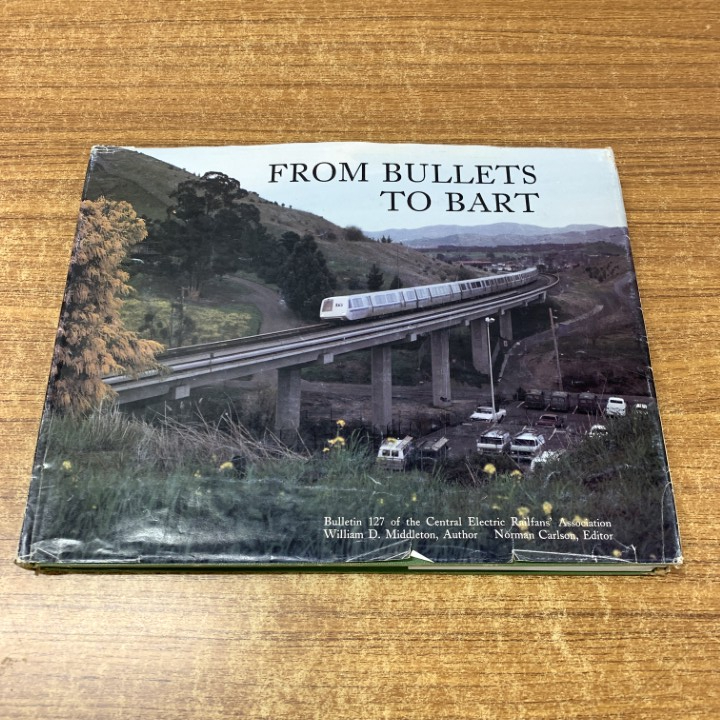 FROM BULLETS
TO BART
Bulletin 127 of the Central Electric Railfans' Association
William D. Middleton, Author Norman Carlson, Editor